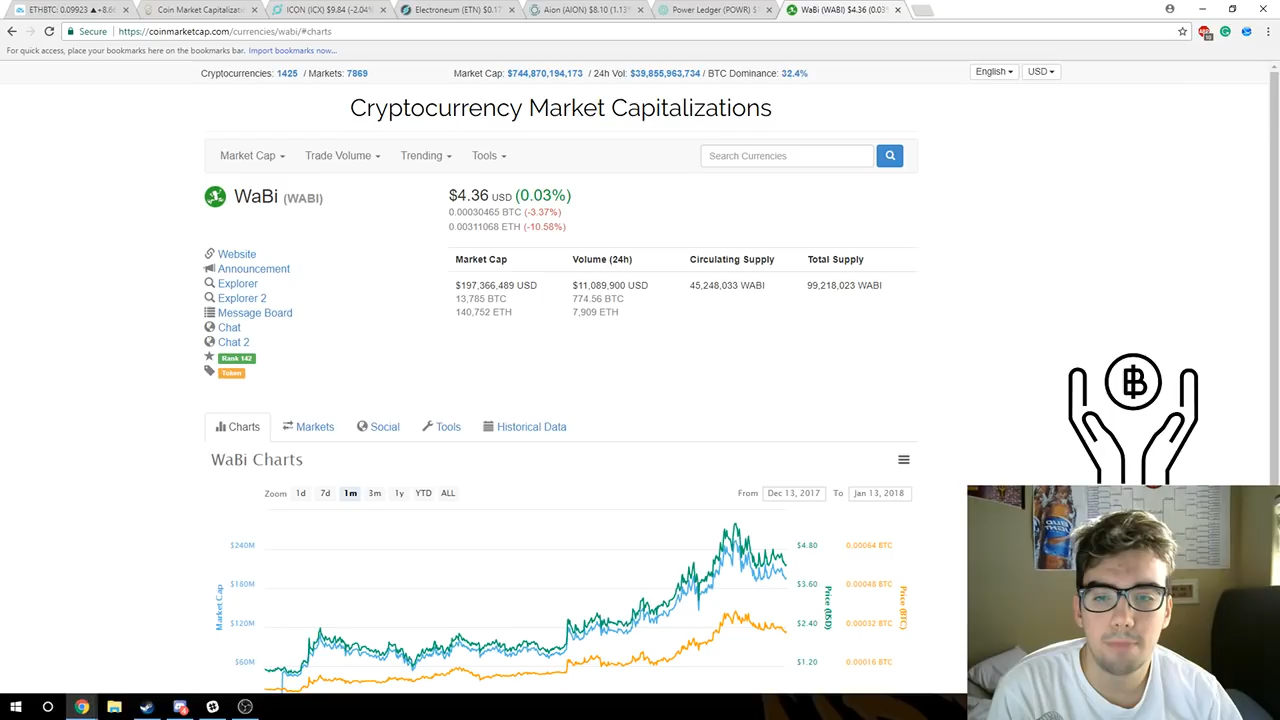 ETHBTC: 0.09923 ▲+8.6
Coin Market Capitalizati
ICON (ICX) $9.84 (-2.04%
Electroneum (ETN) $0.1
Aion (AION) $8.10 (1.13%
Power Ledger (POWR) $
WaBi (WABI) $4.36 (0.03%
Secure
https://coinmarketcap.com/currencies/wabi/#charts
For quick access, place your bookmarks here on the bookmarks bar. Import bookmarks now...
Cryptocurrencies: 1425 / Markets: 7869
Market Cap: $744,870,194,173 / 24h Vol: $39,855,963,734 / BTC Dominance: 32.4%
English
USD
Cryptocurrency Market Capitalizations
Market Cap
Trade Volume
Trending
Tools
Search Currencies
WaBi (WABI)
$4.36 USD (0.03%)
0.00030465 BTC (-3.37%)
0.00311068 ETH (-10.58%)
Website
Announcement
Explorer
Explorer 2
Message Board
Chat
Chat 2
Rank 142
Token
Market Cap Volume (24h) Circulating Supply Total Supply
$197,366,489 USD $11,089,900 USD 45,248,033 WABI 99,218,023 WABI
13,785 BTC 774.56 BTC
140,752 ETH 7,909 ETH
Charts
Markets
Social
Tools
Historical Data
WaBi Charts
Zoom 1d 7d 1m 3m 1y YTD ALL
From Dec 13, 2017 To Jan 13, 2018
$240M $4.80 0.00064 BTC
$180M $3.60 0.00048 BTC
$120M $2.40 0.00032 BTC
$60M $1.20 0.00016 BTC
Market Cap
Price (USD)
Price (BTC)